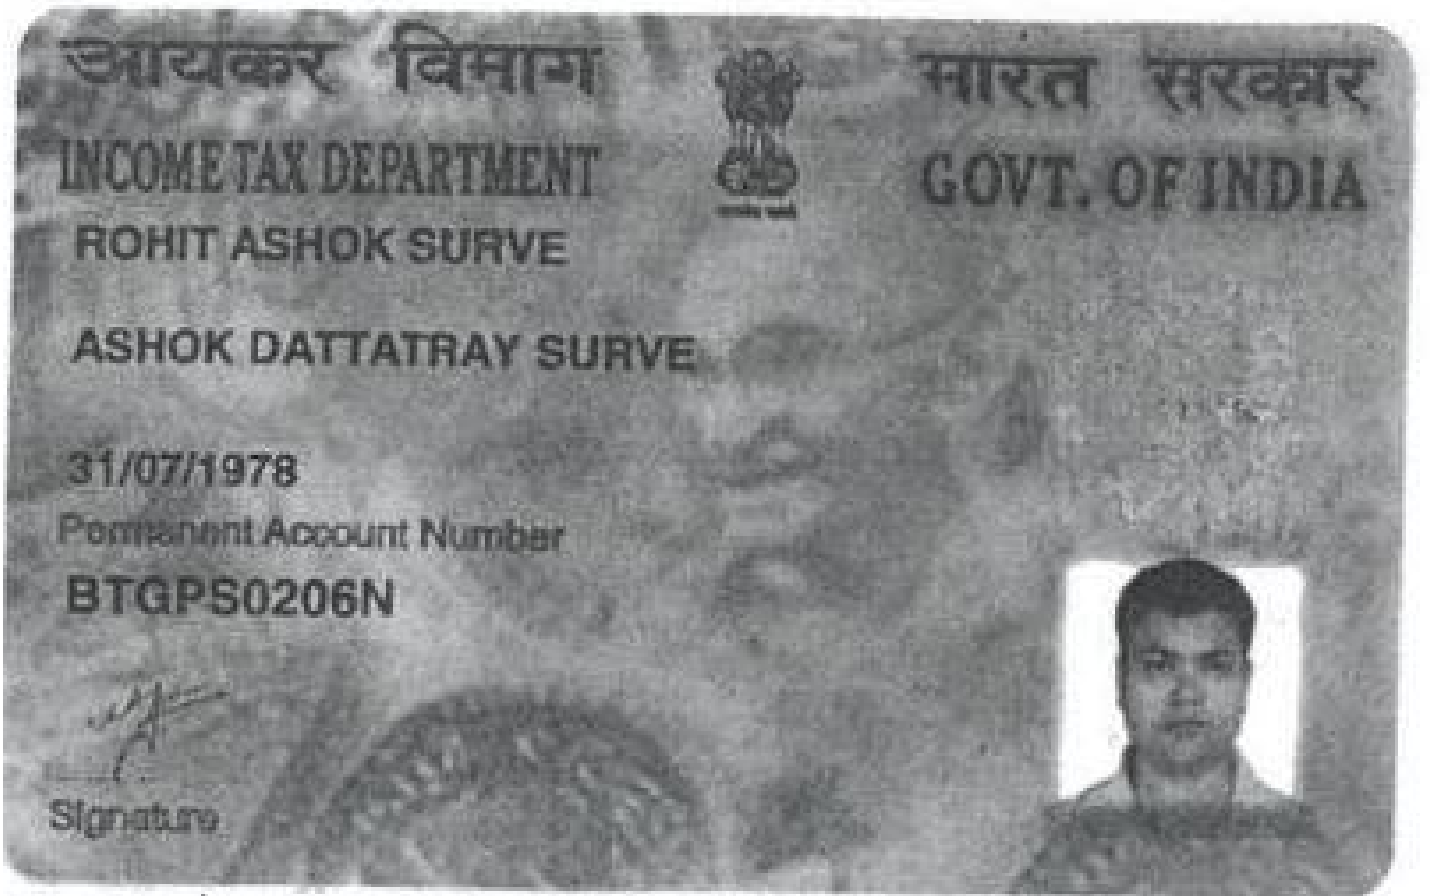 आयकर विभाग
भारत सरकार
INCOME TAX DEPARTMENT
GOVT. OF INDIA
ROHIT ASHOK SURVE
ASHOK DATTATRAY SURVE
31/07/1978
Permanent Account Number
BTGPS0206N
Signature